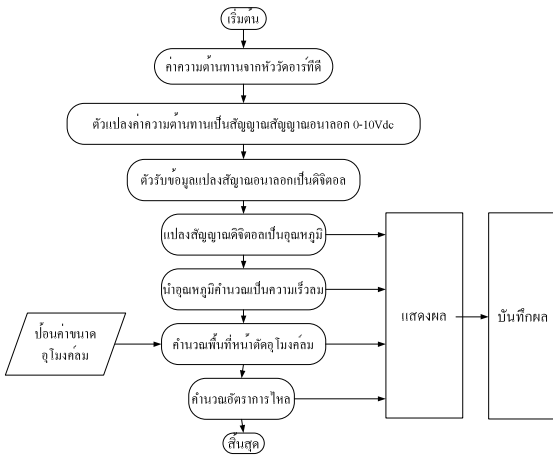 เริ่มต้น
ค่าความต้านทานจากหัววัดอาร์ทีดี
ตัวแปลงค่าความต้านทานเป็นสัญญาณสัญญาณอนาลอก 0-10Vdc
ตัวรับข้อมูลแปลงสัญาณอนาลอกเป็นดิจิตอล
แปลงสัญญาณดิจิตอลเป็นอุณหภูมิ
นำอุณหภูมิคำนวณเป็นความเร็วลม
แสดงผล
บันทึกผล
ป้อนค่าขนาด
อุโมงค์ลม
คำนวณพื้นที่หน้าตัดอุโมงค์ลม
คำนวณอัตราการไหล
สิ้นสุด